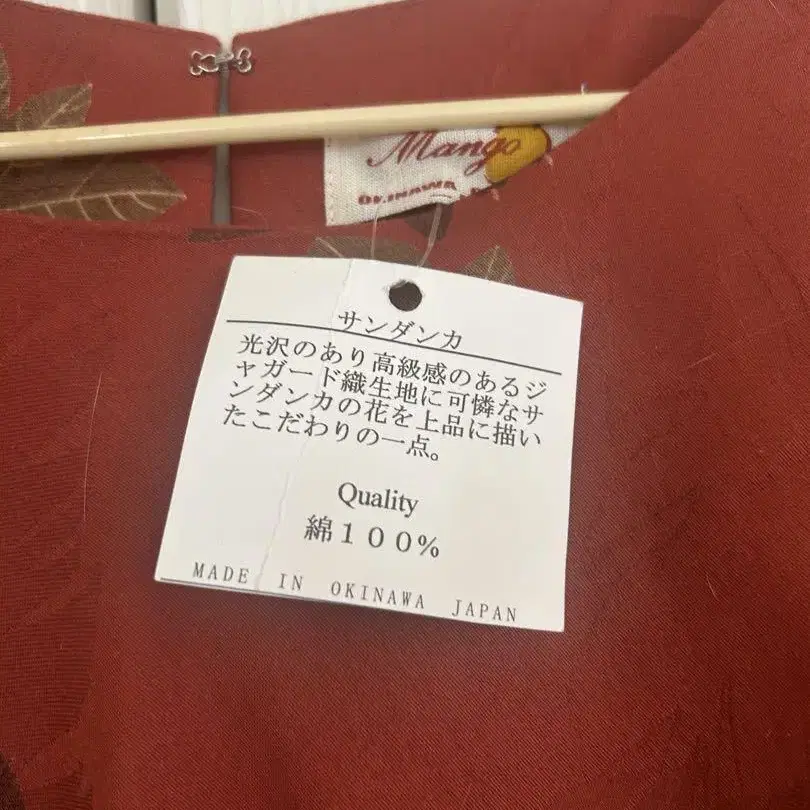 Mango
OKINAWA
サンダンカ
光沢のあり高級感のあるジ
ャガード織生地に可憐なサ
ンダンカの花を上品に描い
たこだわりの一点。
Quality
綿１００％
MADE IN OKINAWA JAPAN